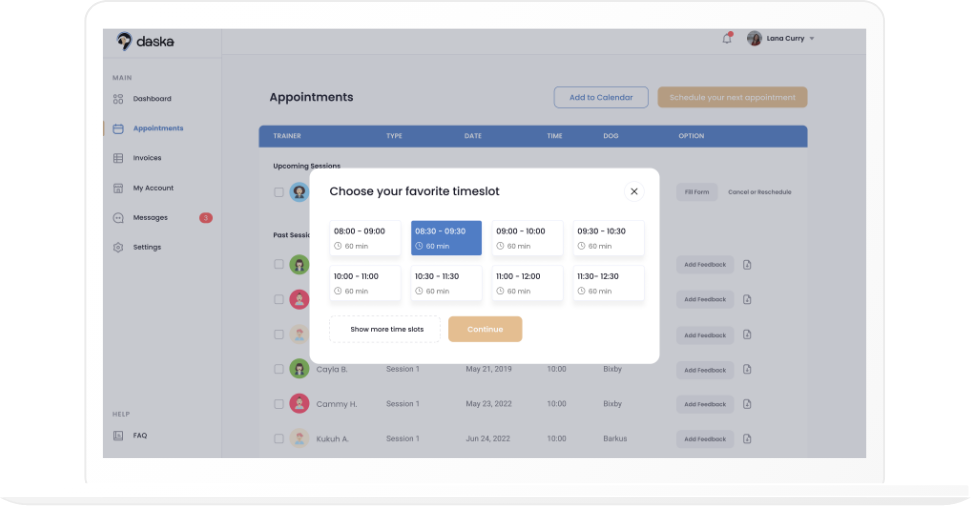 daska
Lana Curry
MAIN
Dashboard
Appointments
Invoices
My Account
Messages
3
Settings
HELP
FAQ
Appointments
Add to Calendar
Schedule your next appointment
TRAINER TYPE DATE TIME DOG OPTION
Upcoming Sessions
Fill Form Cancel or Reschedule
Past
Add Feedback
Add Feedback
Add Feedback
Choose your favorite timeslot
08:00 - 09:00 08:30 - 09:30 09:00 - 10:00 09:30 - 10:30
60 min 60 min 60 min 60 min
10:00 - 11:00 10:30 - 11:30 11:00 - 12:00 11:30- 12:30
60 min 60 min 60 min 60 min
Show more time slots Continue
Cayla B. Session 1 May 21, 2019 10:00 Bixby Add Feedback
Cammy H. Session 1 May 23, 2022 10:00 Bixby Add Feedback
Kukuh A. Session 1 Jun 24, 2022 10:00 Barkus Add Feedback